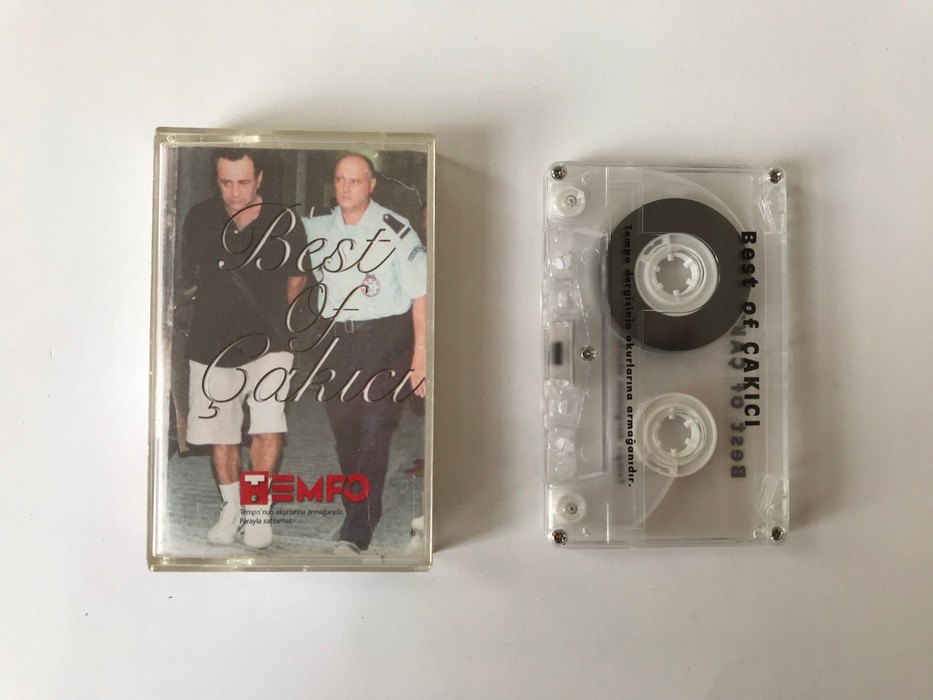 Best
Of
Çakıcı
TEMPO
Tempo'nun okurlarına armağanıdır.
Parayla satılamaz.
Best of ÇAKICI
Tempo dergisinin okurlarına armağanıdır.
Best of ÇAKICI